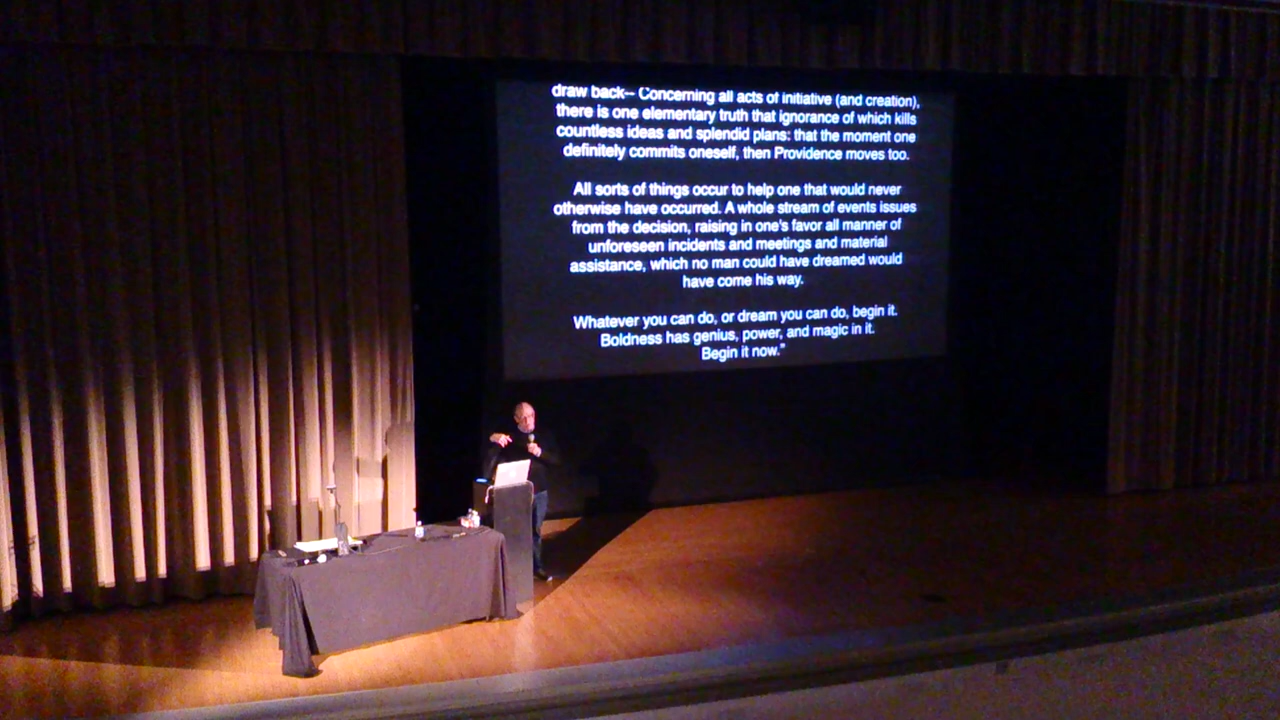 draw back-- Concerning all acts of initiative (and creation),
there is one elementary truth that ignorance of which kills
countless ideas and splendid plans: that the moment one
definitely commits oneself, then Providence moves too.
All sorts of things occur to help one that would never
otherwise have occurred. A whole stream of events issues
from the decision, raising in one's favor all manner of
unforeseen incidents and meetings and material
assistance, which no man could have dreamed would
have come his way.
Whatever you can do, or dream you can do, begin it.
Boldness has genius, power, and magic in it.
Begin it now."